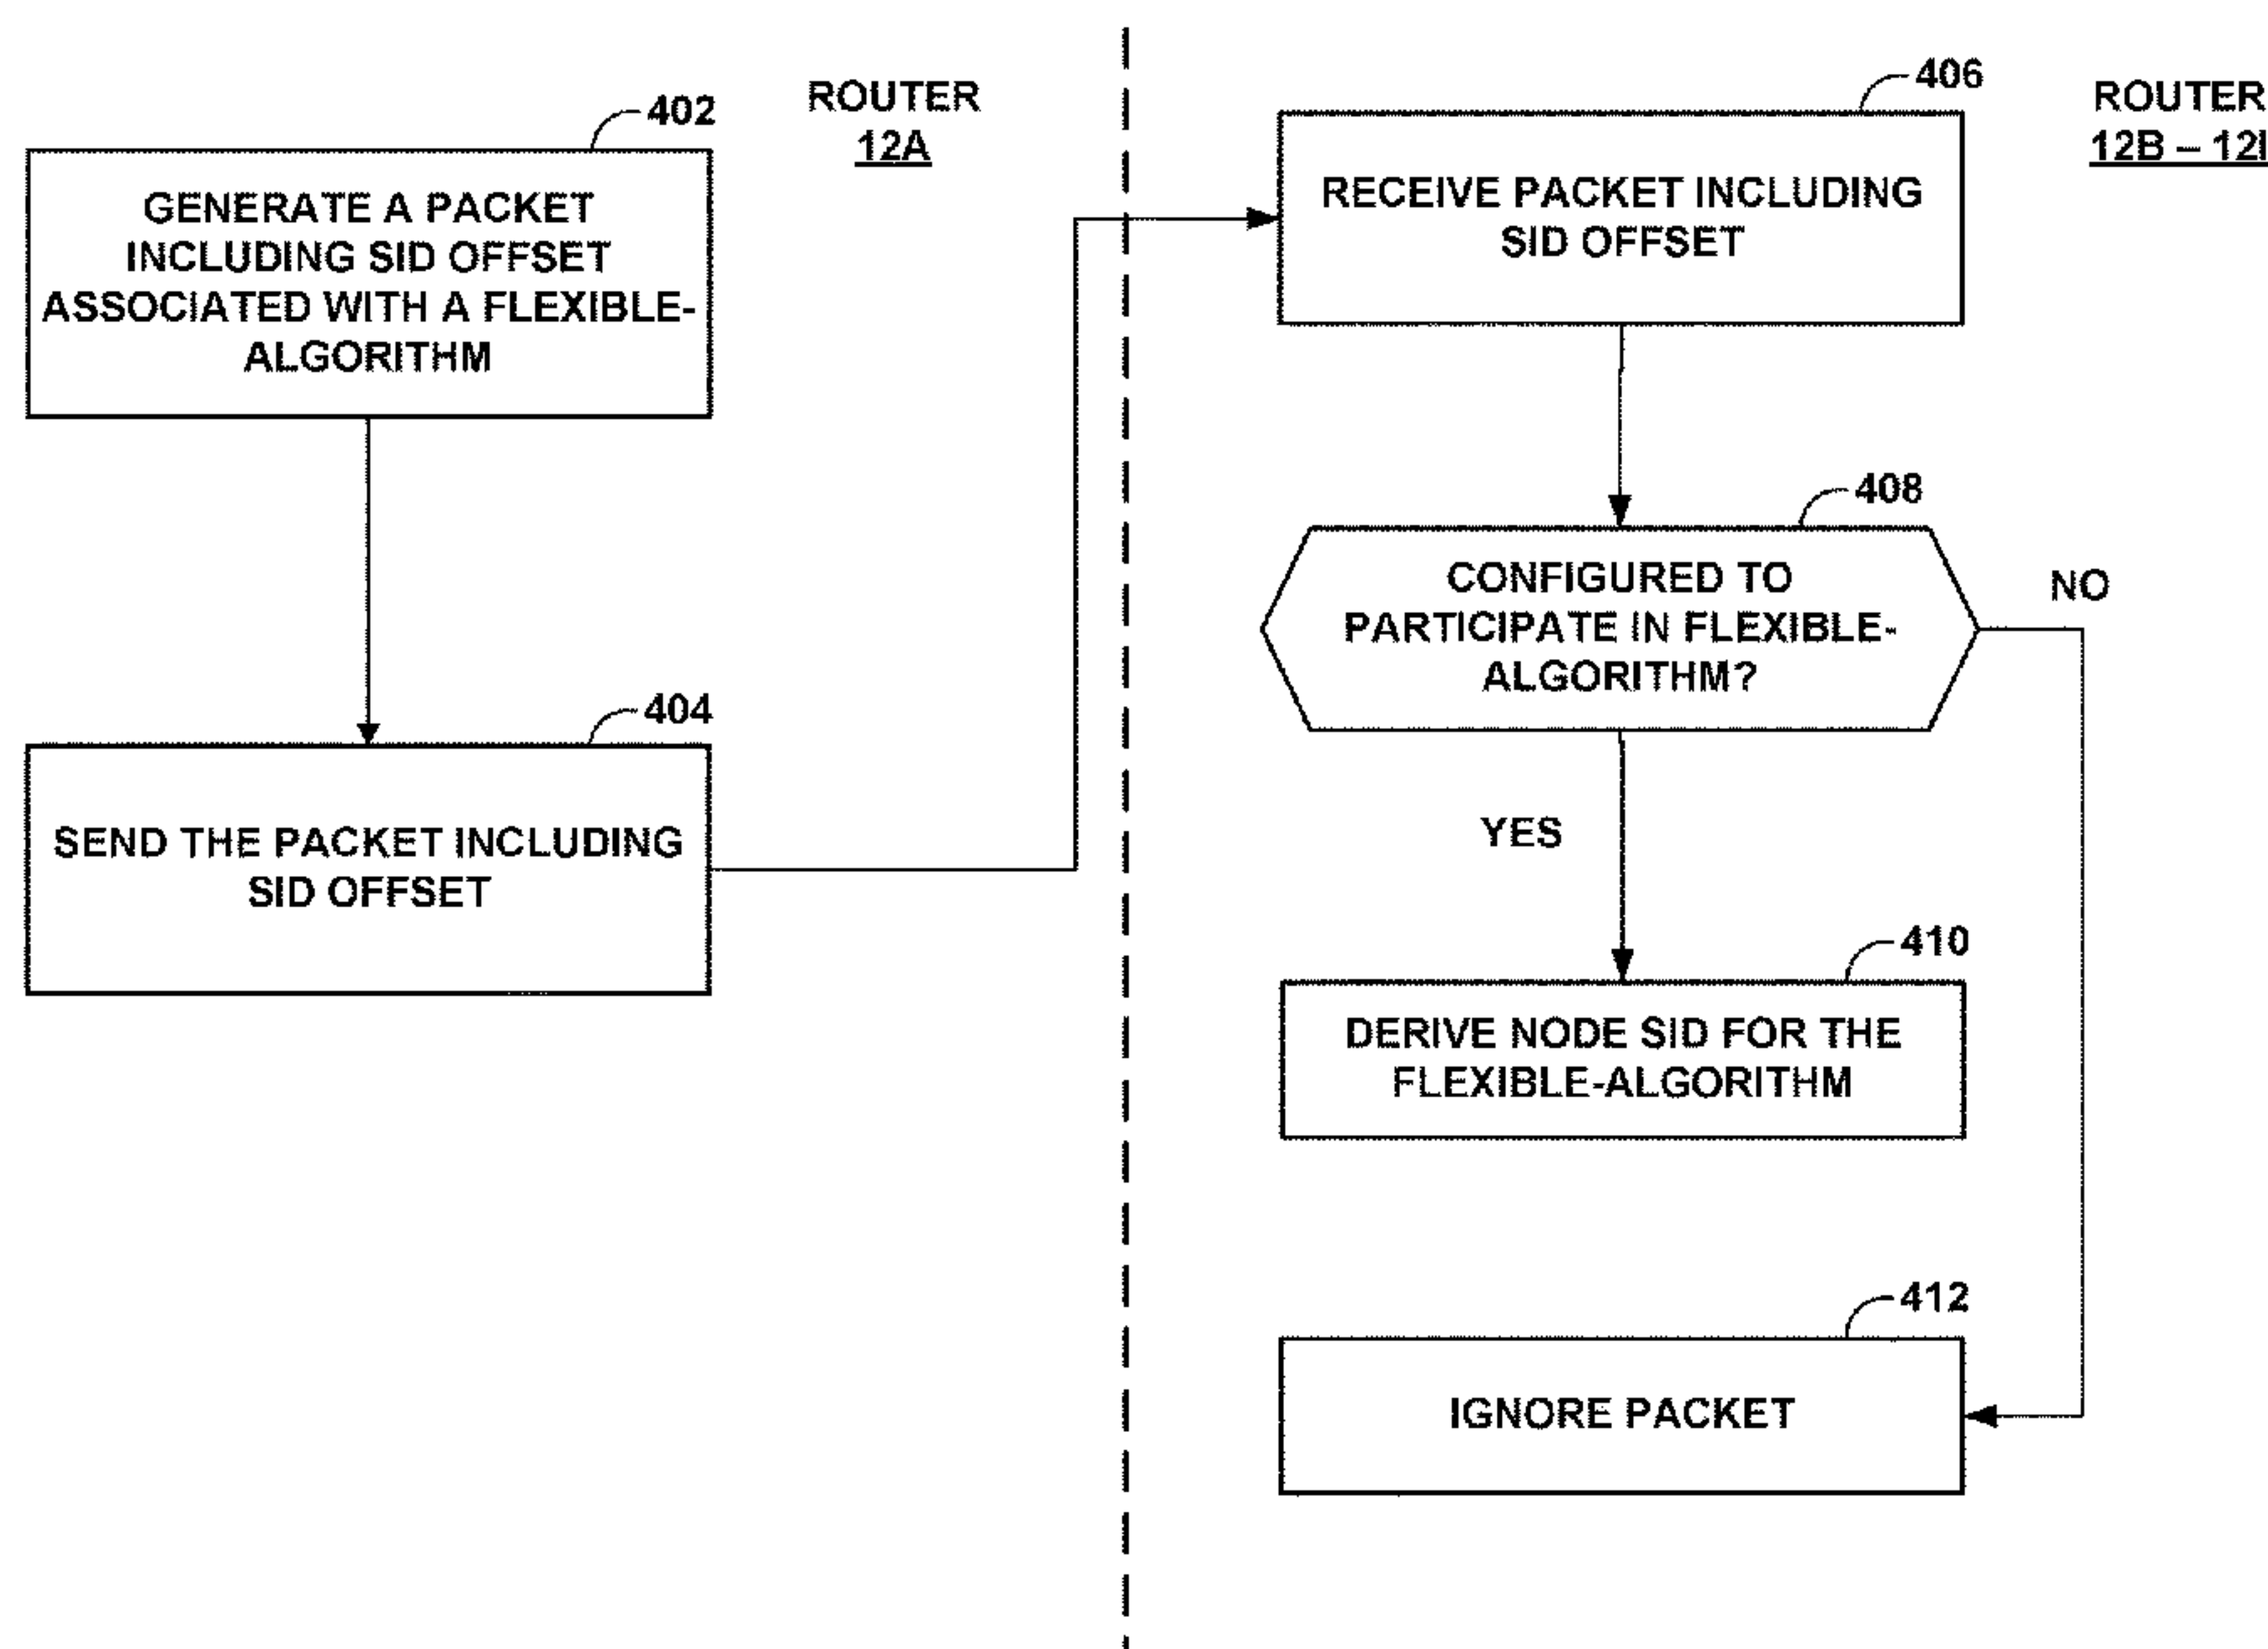 ROUTER
12A
402
GENERATE A PACKET
INCLUDING SID OFFSET
ASSOCIATED WITH A FLEXIBLE-
ALGORITHM
404
SEND THE PACKET INCLUDING
SID OFFSET
ROUTER
406
RECEIVE PACKET INCLUDING
SID OFFSET
408
CONFIGURED TO
PARTICIPATE IN FLEXIBLE-
ALGORITHM?
NO
YES
410
DERIVE NODE SID FOR THE
FLEXIBLE-ALGORITHM
412
IGNORE PACKET